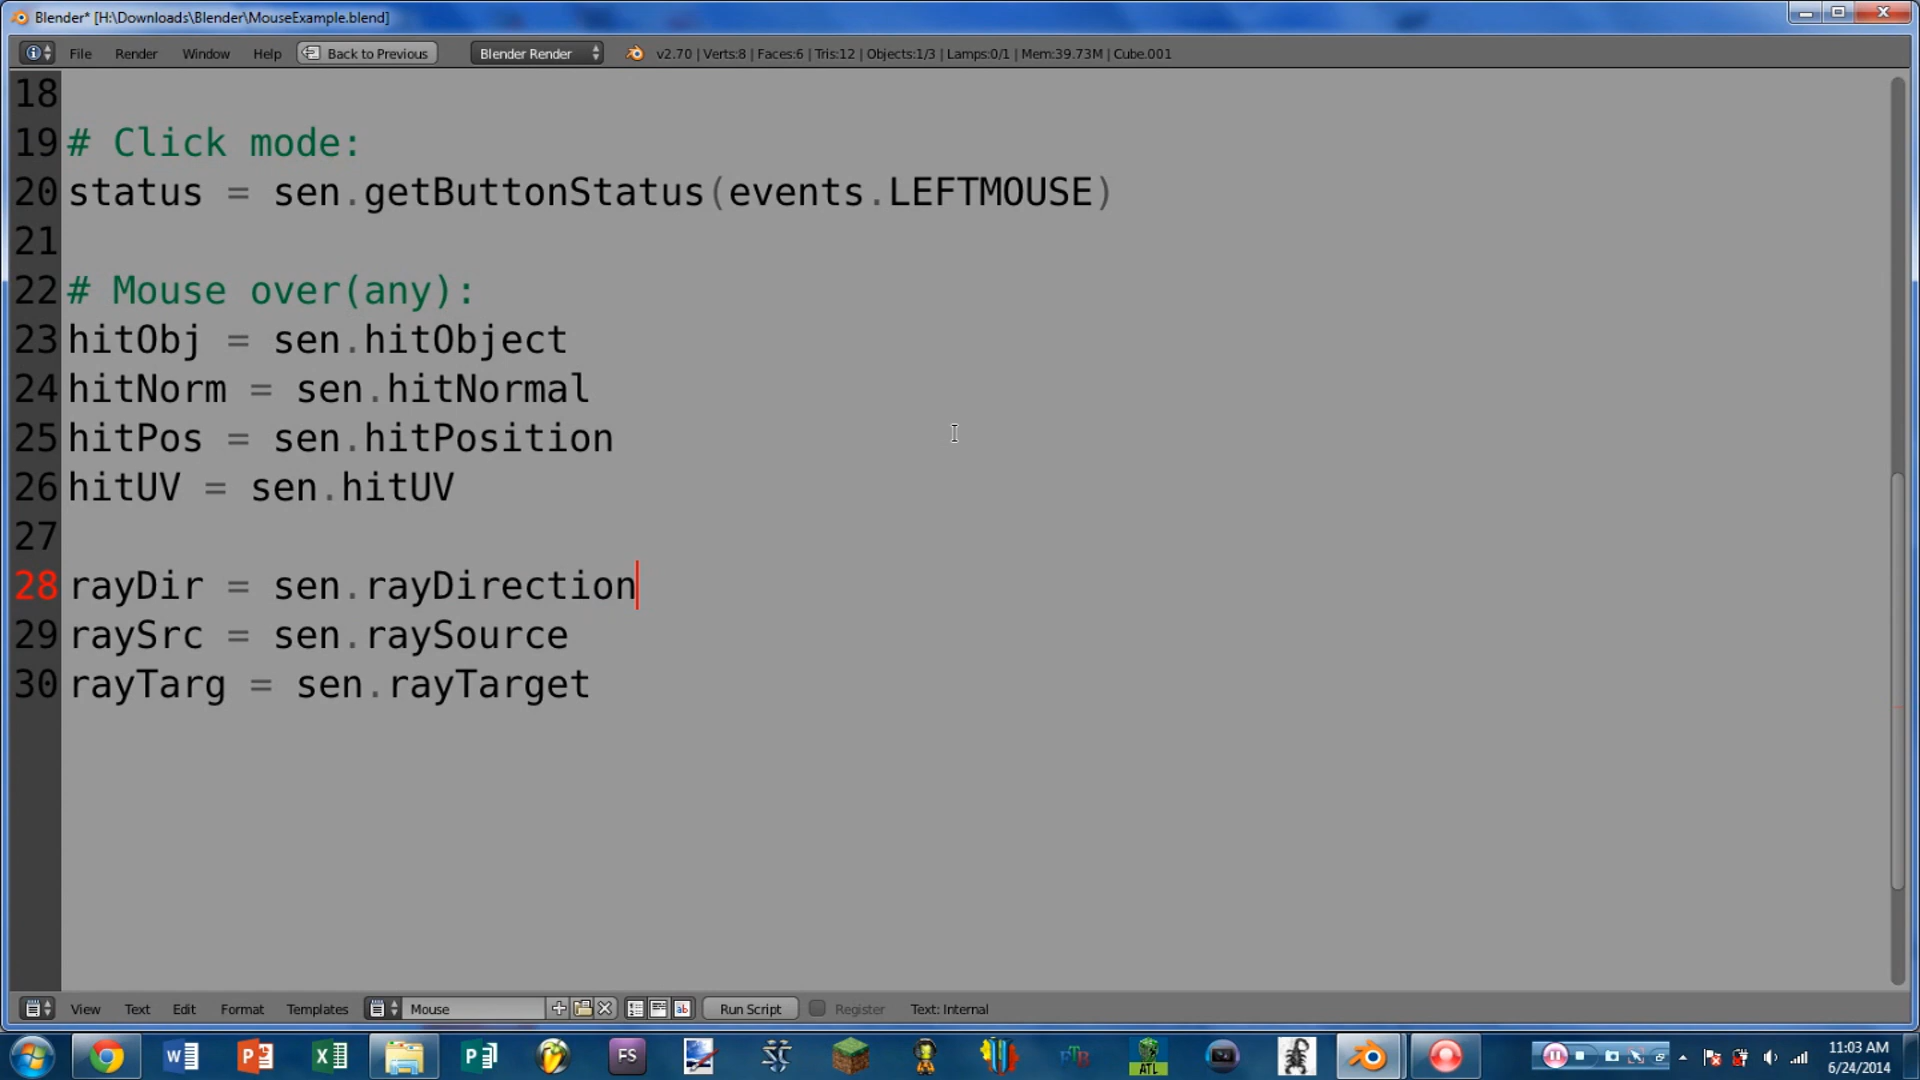 Blender* [H:\Downloads\Blender\MouseExample.blend]
File Render Window Help Back to Previous Blender Render v2.70 | Verts:8 | Faces:6 | Tris:12 | Objects:1/3 | Lamps:0/1 | Mem:39.73M | Cube.001
18
19 # Click mode:
20 status = sen.getButtonStatus(events.LEFTMOUSE)
21
22 # Mouse over(any):
23 hitObj = sen.hitObject
24 hitNorm = sen.hitNormal
25 hitPos = sen.hitPosition
26 hitUV = sen.hitUV
27
28 rayDir = sen.rayDirection
29 raySrc = sen.raySource
30 rayTarg = sen.rayTarget
View Text Edit Format Templates Mouse Run Script Register Text: Internal
FS FTB ATL
11:03 AM
6/24/2014